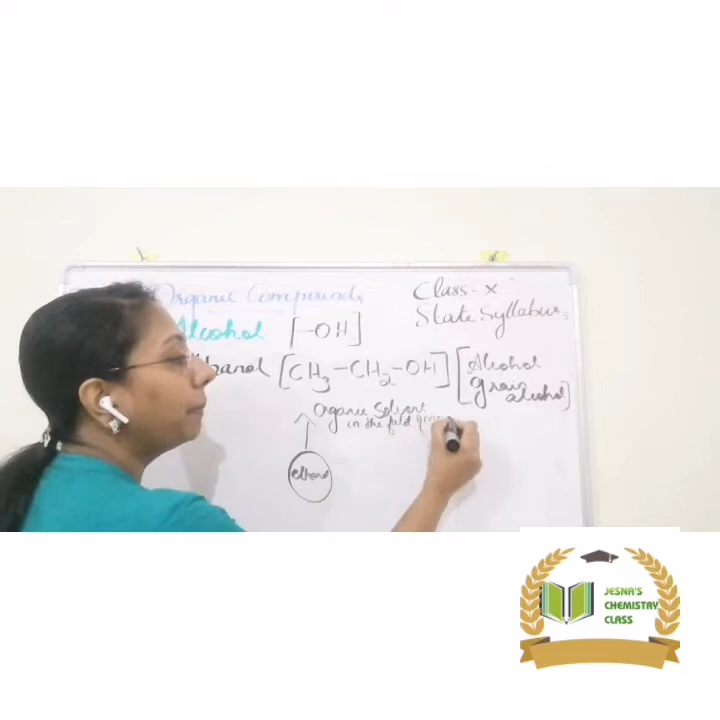 Organic Compounds
Class - X
State Syllabus
Alcohol [-OH]
[CH3-CH2-OH] [Alcohol
grain
alcohol]
Organic Solvent
in the field
ethanol
JESNA'S
CHEMISTRY
CLASS